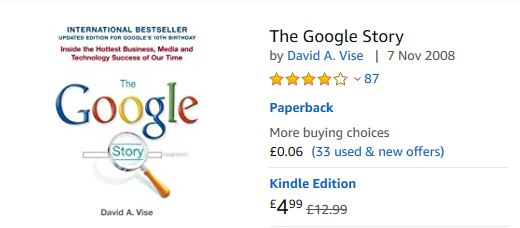 INTERNATIONAL BESTSELLER
UPDATED EDITION FOR GOOGLE'S 10TH BIRTHDAY
Inside the Hottest Business, Media and
Technology Success of Our Time
The
Google
Story
David A. Vise
The Google Story
by David A. Vise | 7 Nov 2008
87
Paperback
More buying choices
£0.06 (33 used & new offers)
Kindle Edition
£4.99 £12.99